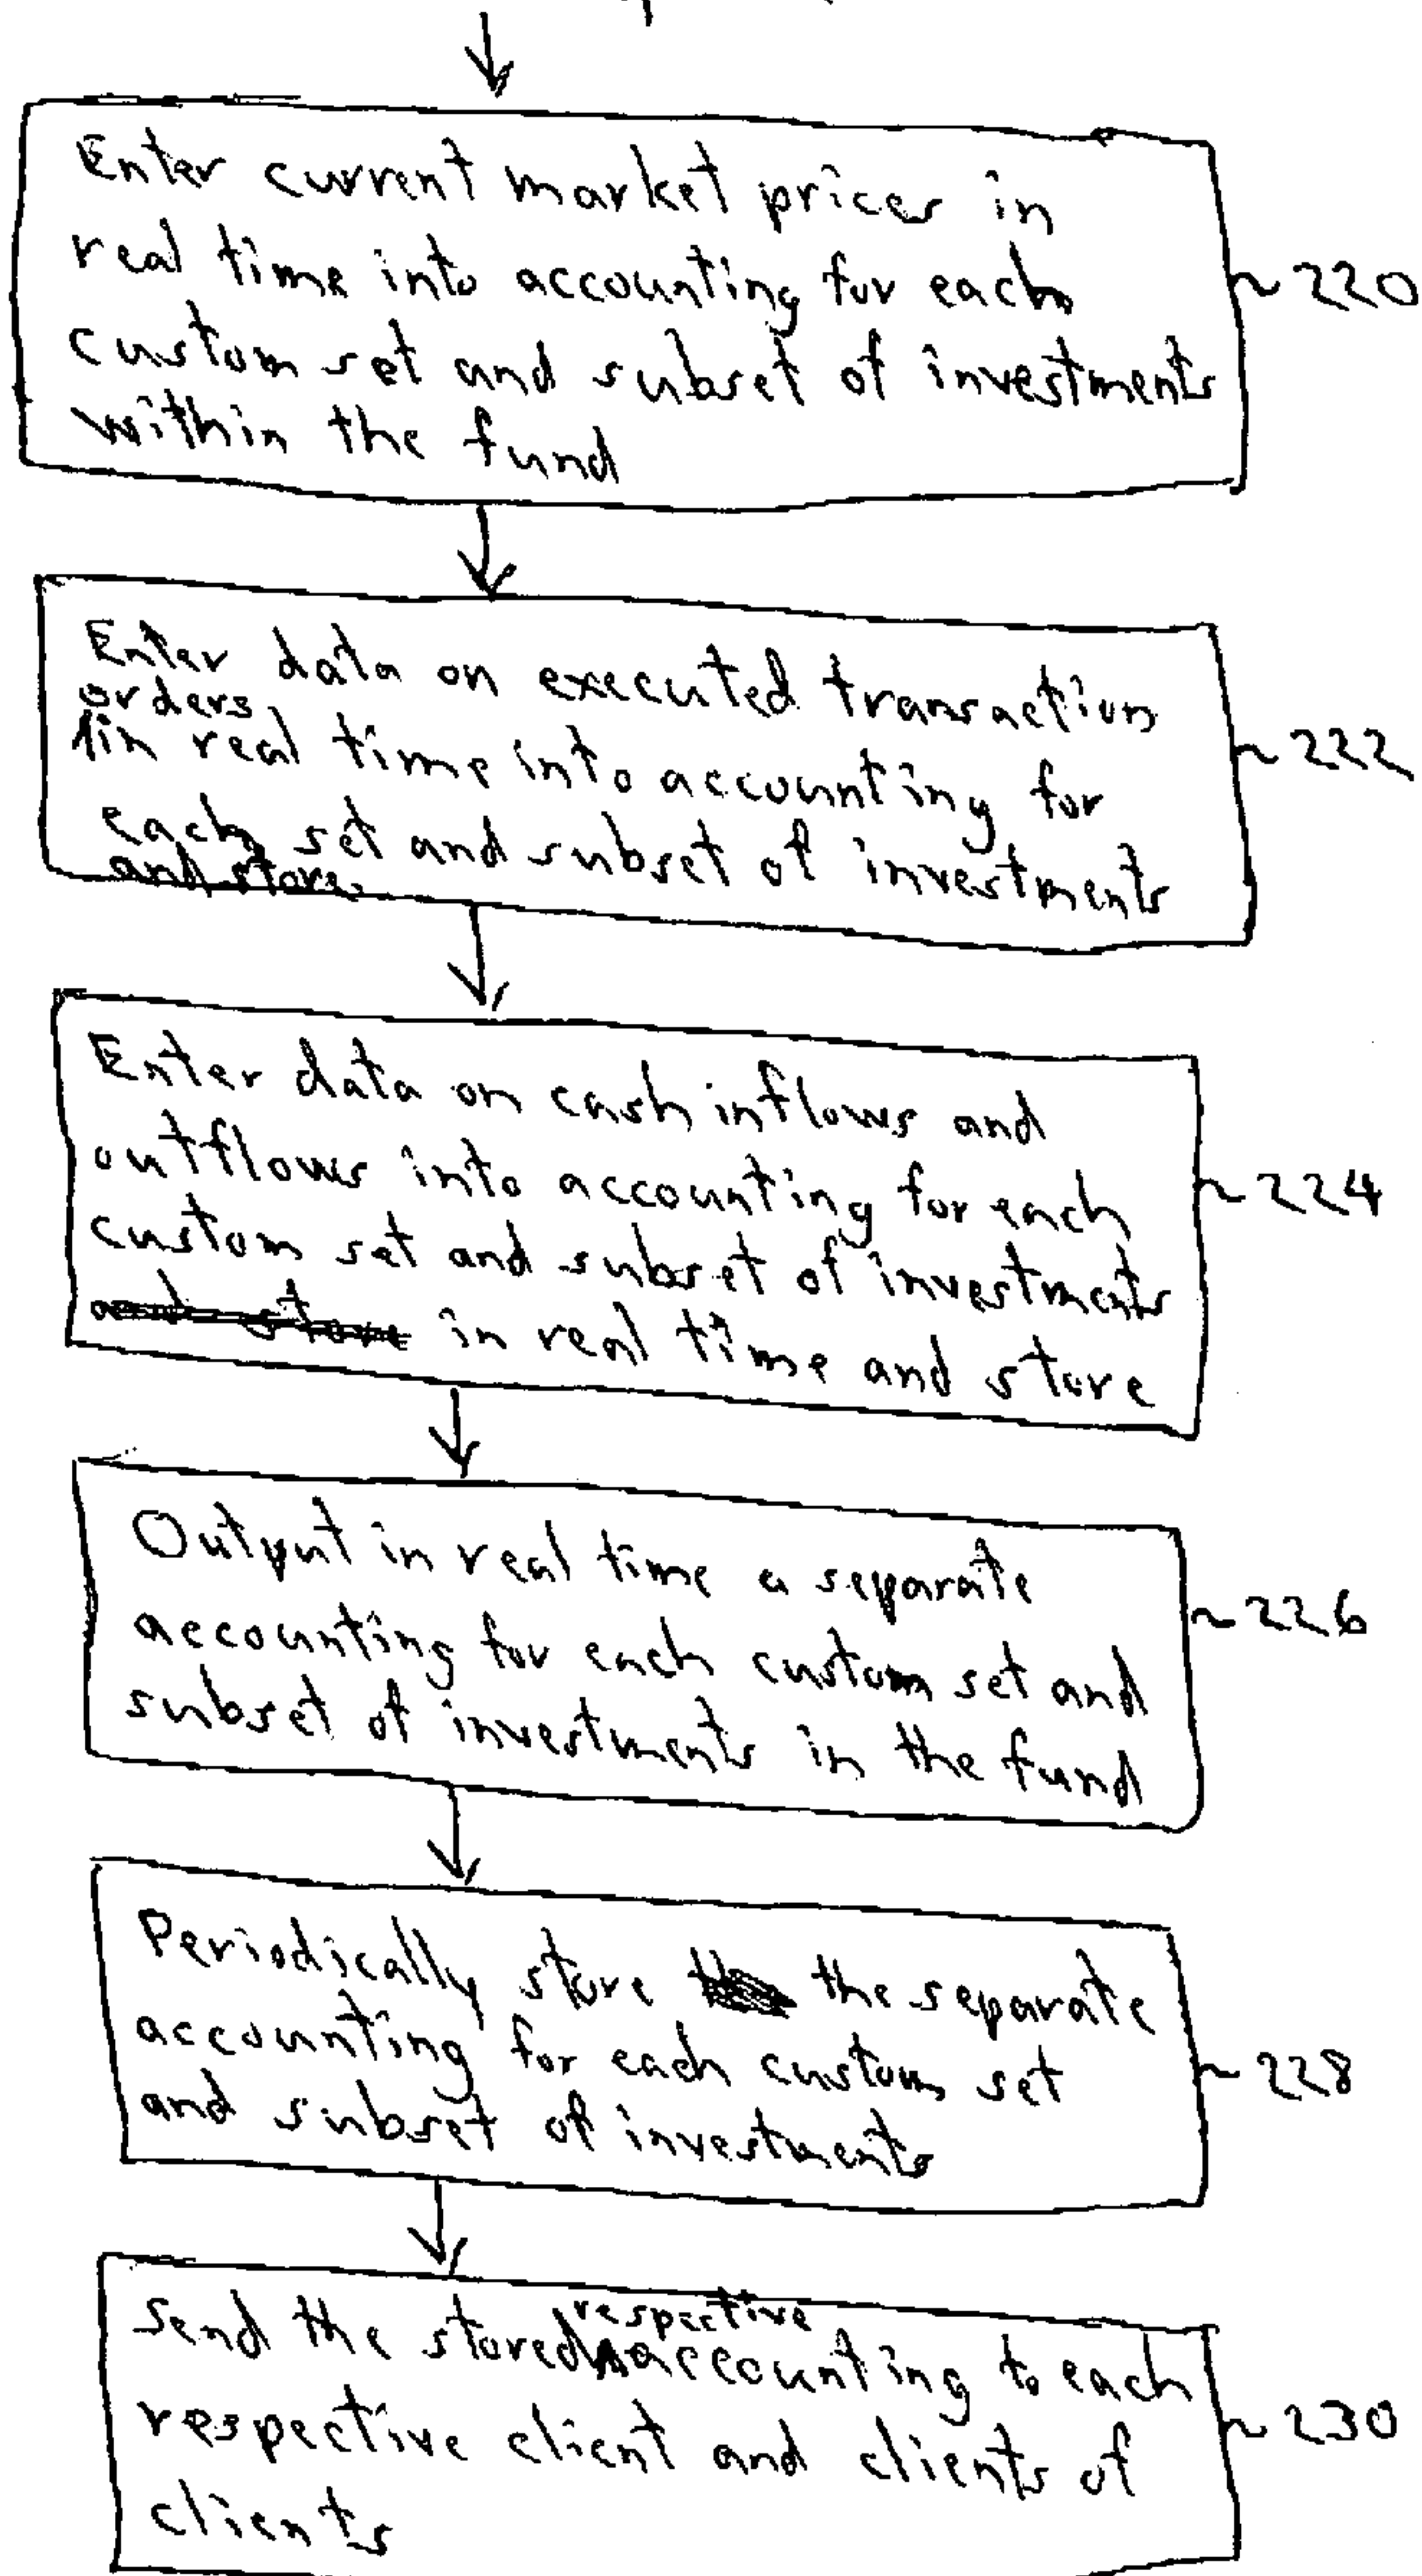 Enter current market prices in
real time into accounting for each
custom set and subset of investments
within the fund
~220
Enter data on executed transaction
orders
in real time into accounting for
each set and subset of investments
and store.
~222
Enter data on cash inflows and
outflows into accounting for each
custom set and subset of investments
and store in real time and store
~224
Output in real time a separate
accounting for each custom set and
subset of investments in the fund
~226
Periodically store the separate
accounting for each custom set
and subset of investments
~228
respective
Send the stored accounting to each
respective client and clients of
clients
~230